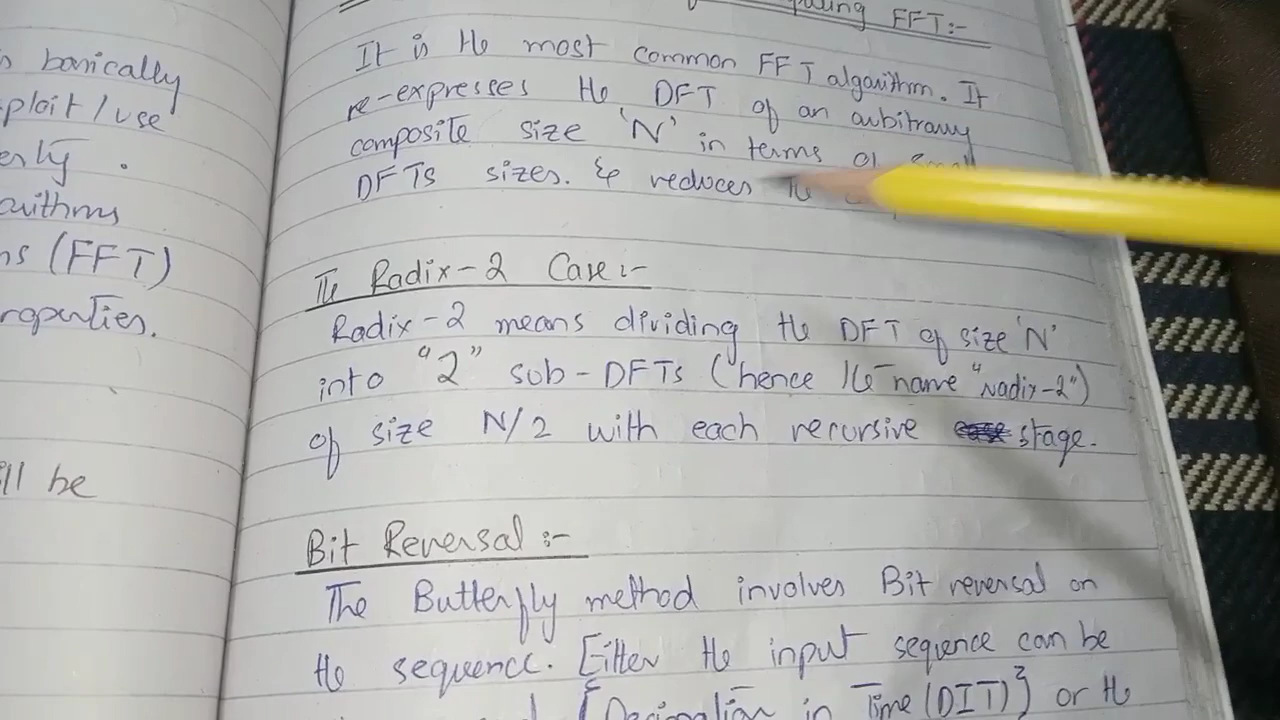 s basically
ploit / use
erly .
orithms
ns (FFT)
roperties.
ill be
FFT :-
It is the most common FFT algorithm. It
re-expresses the DFT of an arbitrary
composite size 'N' in terms of
DFTs sizes. & reduces the
The Radix-2 Case :-
Radix-2 means dividing the DFT of size 'N'
into "2" sub-DFTs (hence the name "radix-2")
of size N/2 with each recursive stage.
Bit Reversal :-
The Butterfly method involves Bit reversal on
the sequence. [Either the input sequence can be
{Decimation in Time (DIT)} or the